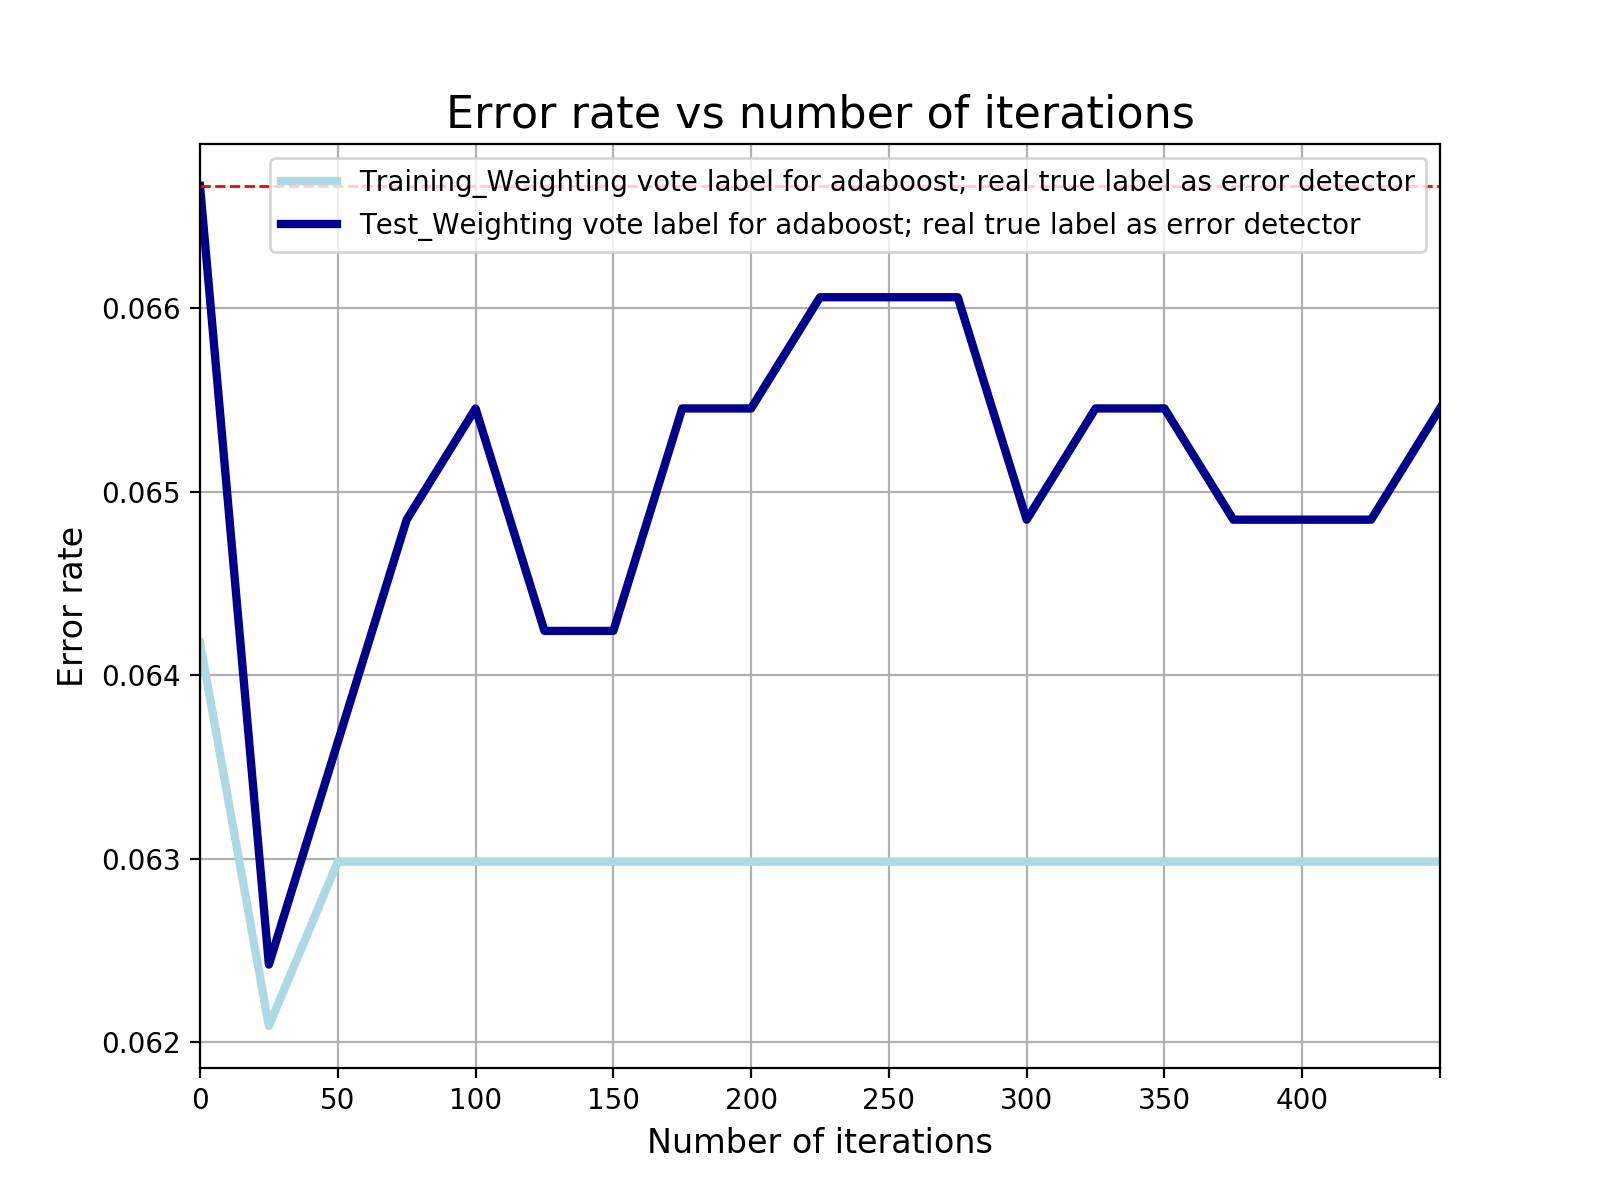 Error rate vs number of iterations
Training_Weighting vote label for adaboost; real true label as error detector
Test_Weighting vote label for adaboost; real true label as error detector
0.066
0.065
0.064
0.063
0.062
Error rate
0 50 100 150 200 250 300 350 400
Number of iterations